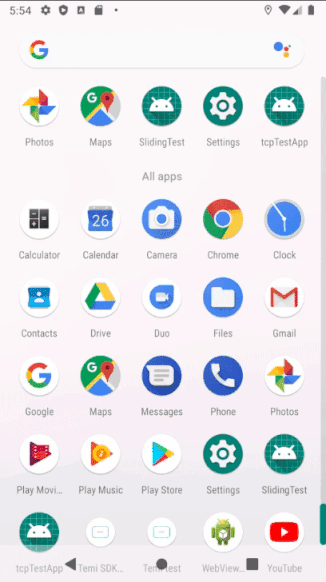 5:54
Photos Maps SlidingTest Settings tcpTestApp
All apps
Calculator Calendar Camera Chrome Clock
26
Contacts Drive Duo Files Gmail
Google Maps Messages Phone Photos
Play Movi... Play Music Play Store Settings SlidingTest
tcpTestApp Temi SDK... WebView... YouTube